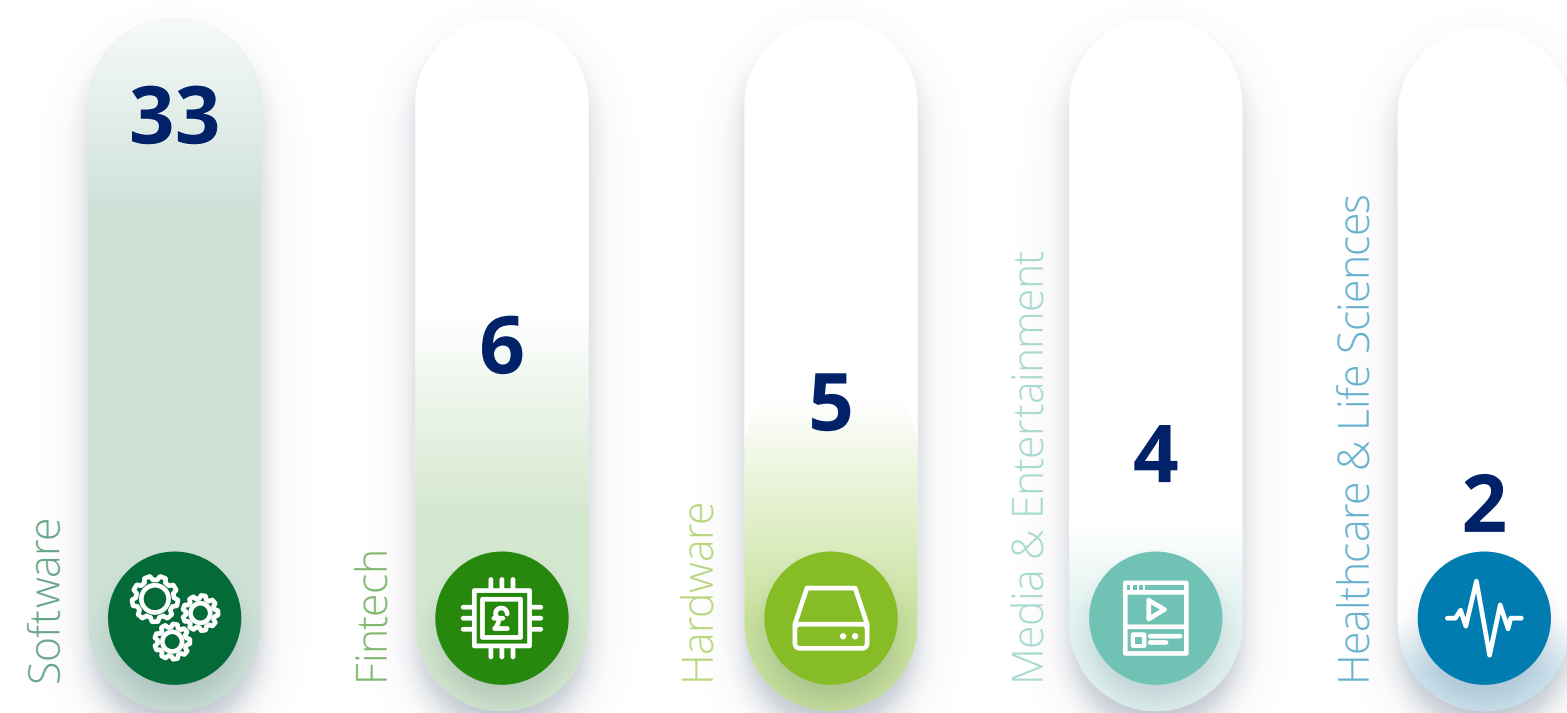 Software
33
Fintech
6
£
Hardware
5
Media & Entertainment
4
Healthcare & Life Sciences
2